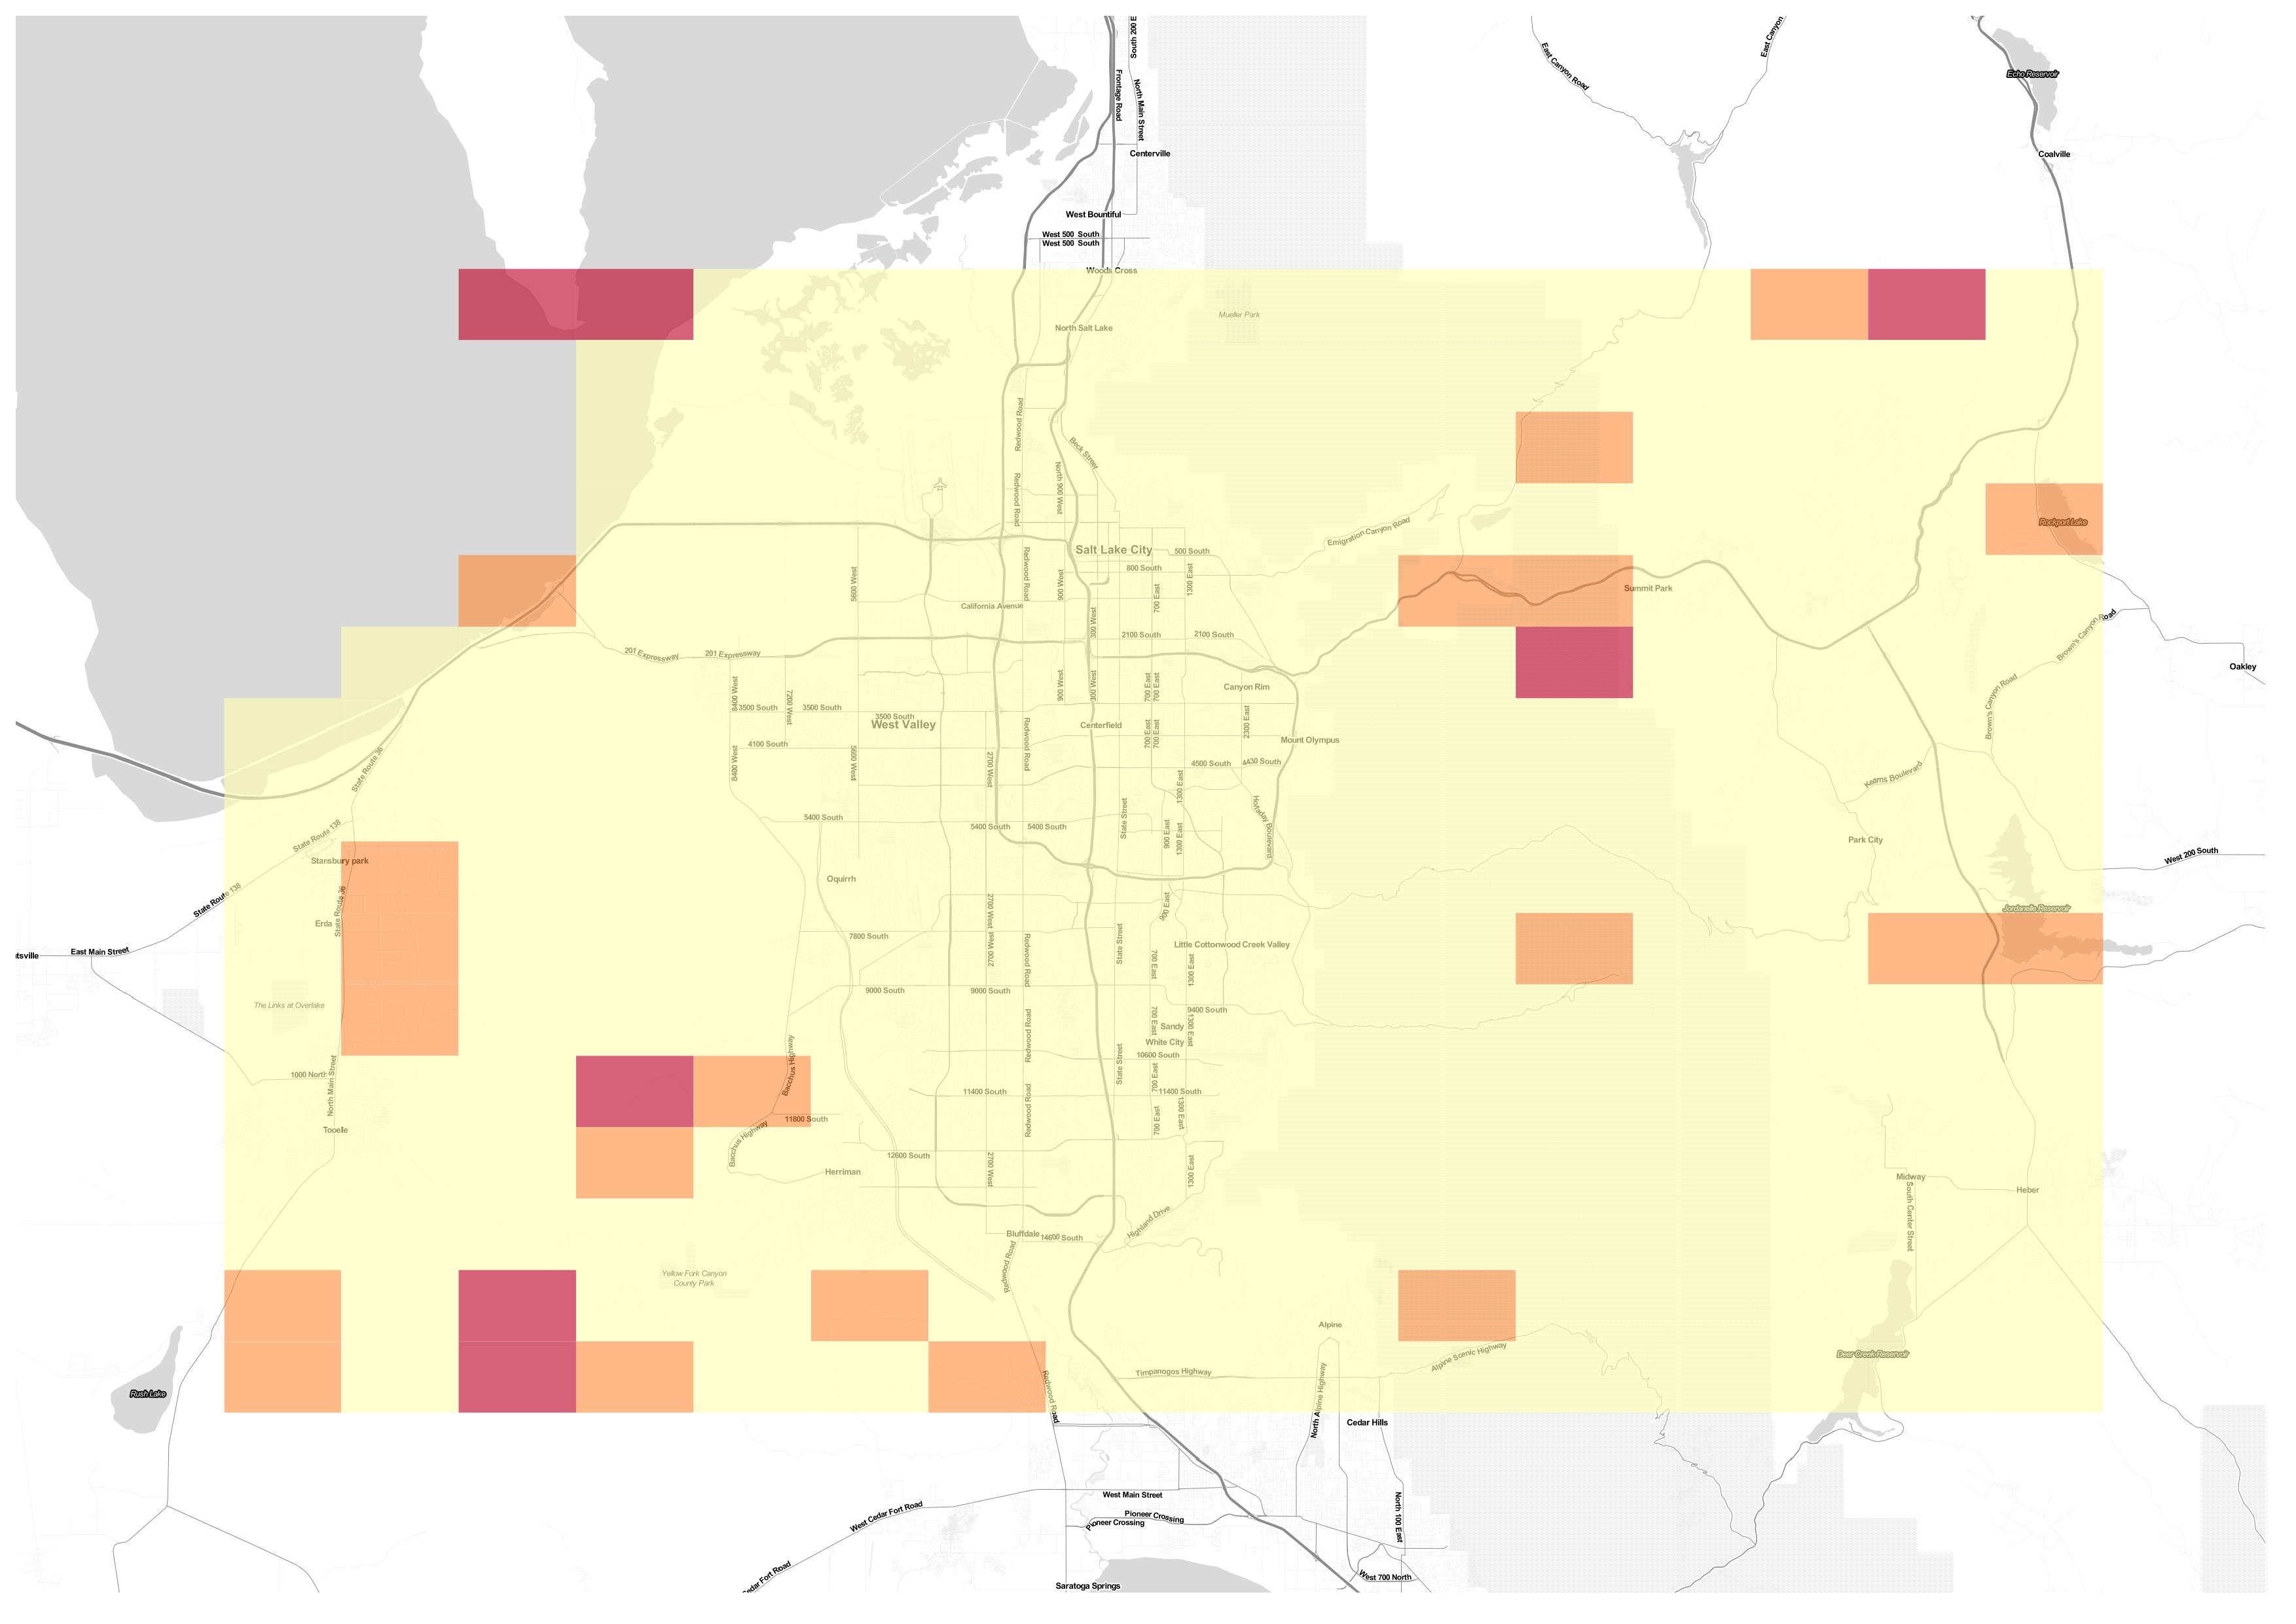 South 200 E
East Canyon
East Canyon Road
Frontage Road
North Main Street
Echo Reservoir
Centerville
Coalville
West Bountiful
West 500 South
West 500 South
Woods Cross
Mueller Park
North Salt Lake
Redwood Road
Beck Street
Redwood Road
North 900 West
Emigration Canyon Road
Rockport Lake
Salt Lake City
500 South
800 South
5600 West
Redwood Road
900 West
1300 East
700 East
Summit Park
California Avenue
300 West
2100 South
2100 South
Brown's Canyon Road
201 Expressway
201 Expressway
Oakley
8400 West
7200 West
900 West
300 West
700 East
700 East
Canyon Rim
Brown's Canyon Road
3500 South
3500 South
3500 South
West Valley
Centerfield
2300 East
Redwood Road
700 East
700 East
Mount Olympus
4100 South
State Route 36
8400 West
5600 West
2700 West
4500 South
4430 South
Kearns Boulevard
1300 East
State Street
Holladay Boulevard
5400 South
5400 South
5400 South
State Route 138
900 East
1300 East
Park City
Stansbury park
West 200 South
Oquirrh
State Route 138
State Route 36
2700 West
900 East
Jordanelle Reservoir
Erda
7800 South
2700 West
Redwood Road
State Street
Little Cottonwood Creek Valley
tsville
East Main Street
700 East
1300 East
9000 South
9000 South
The Links at Overlake
9400 South
Redwood Road
700 East
Sandy
1300 East
White City
10600 South
Bacchus Highway
State Street
1000 North
North Main Street
700 East
11400 South
11400 South
Redwood Road
1300 East
11800 South
700 East
Tooele
Bacchus Highway
12600 South
2700 West
1300 East
Herriman
Midway
Heber
South Center Street
Highland Drive
Bluffdale
14600 South
Redwood Road
Yellow Fork Canyon
County Park
Alpine
Deer Creek Reservoir
Alpine Scenic Highway
Timpanogos Highway
Rush Lake
Redwood Road
North Alpine Highway
Cedar Hills
West Main Street
West Cedar Fort Road
Pioneer Crossing
Pioneer Crossing
North 100 East
edar Fort Road
West 700 North
Saratoga Springs